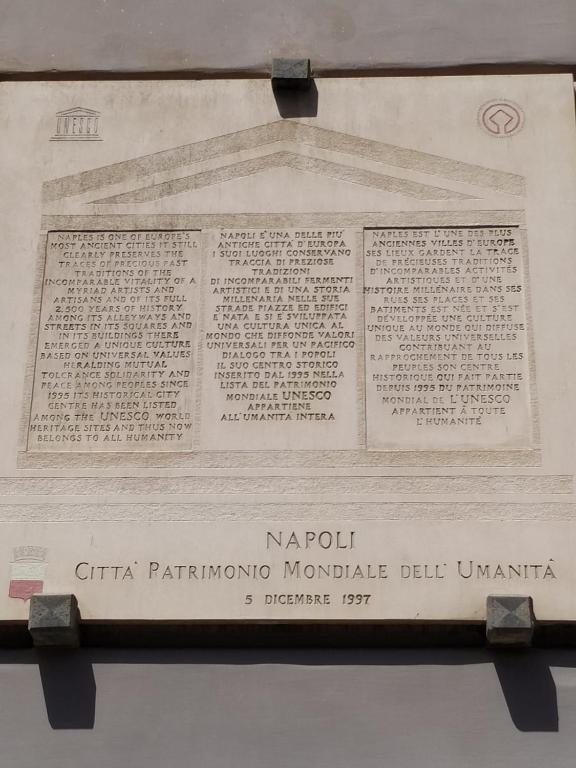 UNESCO
NAPLES IS ONE OF EUROPE'S
MOST ANCIENT CITIES IT STILL
CLEARLY PRESERVES THE
TRACES OF PRECIOUS PAST
TRADITIONS OF THE
INCOMPARABLE VITALITY OF A
MYRIAD ARTISTS AND
ARTISANS AND OF ITS FULL
2.500 YEARS OF HISTORY
AMONG ITS ALLEYWAYS AND
STREETS IN ITS SQUARES AND
IN ITS BUILDINGS THERE
EMERGED A UNIQUE CULTURE
BASED ON UNIVERSAL VALUES
HERALDING MUTUAL
TOLERANCE SOLIDARITY AND
PEACE AMONG PEOPLES SINCE
1995 ITS HISTORICAL CITY
CENTRE HAS BEEN LISTED
AMONG THE UNESCO WORLD
HERITAGE SITES AND THUS NOW
BELONGS TO ALL HUMANITY
NAPOLI E' UNA DELLE PIU'
ANTICHE CITTA' D'EUROPA
I SUOI LUOGHI CONSERVANO
TRACCIA DI PREZIOSE
TRADIZIONI
DI INCOMPARABILI FERMENTI
ARTISTICI E DI UNA STORIA
MILLENARIA NELLE SUE
STRADE PIAZZE ED EDIFICI
E NATA E SI E SVILUPPATA
UNA CULTURA UNICA AL
MONDO CHE DIFFONDE VALORI
UNIVERSALI PER UN PACIFICO
DIALOGO TRA I POPOLI
IL SUO CENTRO STORICO
INSERITO DAL 1995 NELLA
LISTA DEL PATRIMONIO
MONDIALE UNESCO
APPARTIENE
ALL'UMANITA INTERA
NAPLES EST L'UNE DES PLUS
ANCIENNES VILLES D'EUROPE
SES LIEUX GARDENT LA TRACE
DE PRÉCIEUSES TRADITIONS
D'INCOMPARABLES ACTIVITÉS
ARTISTIQUES ET D'UNE
HISTOIRE MILLÉNAIRE DANS SES
RUES SES PLACES ET SES
BATIMENTS EST NÉE ET S'EST
DÉVELOPPÉE UNE CULTURE
UNIQUE AU MONDE QUI DIFFUSE
DES VALEURS UNIVERSELLES
CONTRIBUANT AU
RAPPROCHEMENT DE TOUS LES
PEUPLES SON CENTRE
HISTORIQUE QUI FAIT PARTIE
DEPUIS 1995 DU PATRIMOINE
MONDIAL DE L'UNESCO
APPARTIENT À TOUTE
L'HUMANITÉ
NAPOLI
CITTA' PATRIMONIO MONDIALE DELL' UMANITÂ
5 DICEMBRE 1997